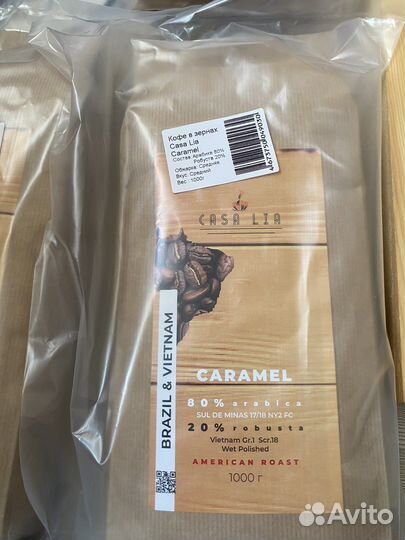 Кофе в зернах
Casa Lia
Caramel
Состав: Арабика 80%
Робуста 20%
Обжарка: Средняя
Вкус: Средний
Вес : 1000г
CASA LIA
BRAZIL & VIETNAM
CARAMEL
80% arabica
SUL DE MINAS 17/18 NY2 FC
20% robusta
Vietnam Gr.1 Scr.18
Wet Polished
AMERICAN ROAST
1000 г
Avito